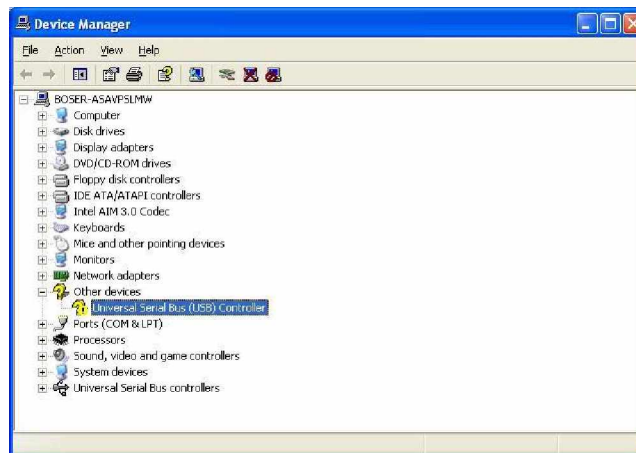 Device Manager
File Action View Help
BOSER-ASAVPSLMW
Computer
Disk drives
Display adapters
DVD/CD-ROM drives
Floppy disk controllers
IDE ATA/ATAPI controllers
Intel AIM 3.0 Codec
Keyboards
Mice and other pointing devices
Monitors
Network adapters
Other devices
Universal Serial Bus (USB) Controller
Ports (COM & LPT)
Processors
Sound, video and game controllers
System devices
Universal Serial Bus controllers